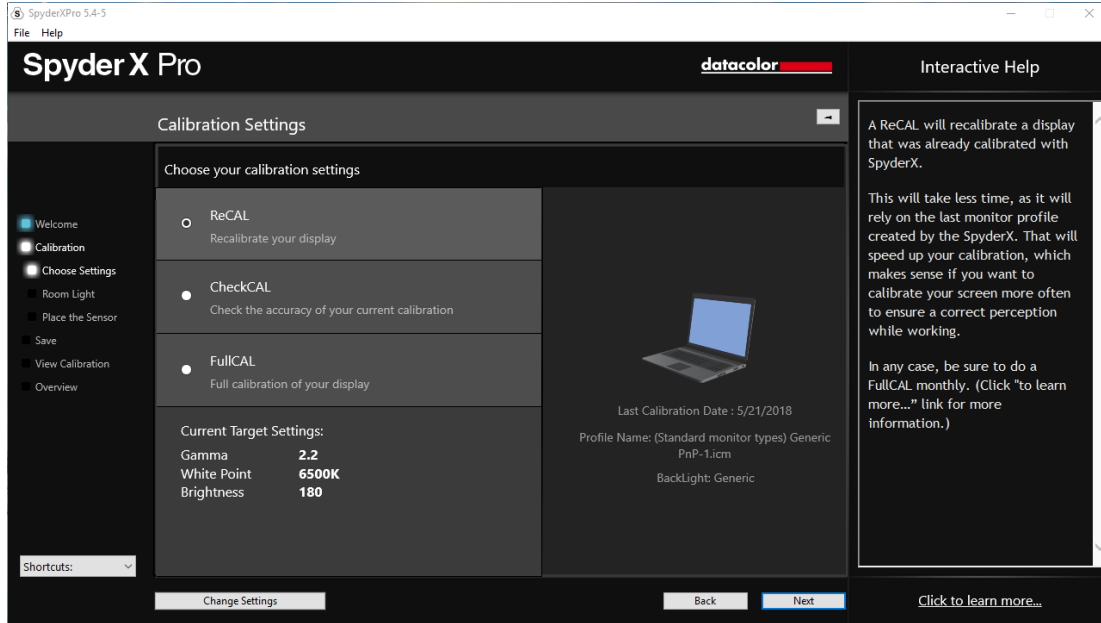 SpyderXPro 5.4-5
File Help
Spyder X Pro
datacolor
Interactive Help
Calibration Settings
Choose your calibration settings
Welcome
Calibration
Choose Settings
Room Light
Place the Sensor
Save
View Calibration
Overview
Shortcuts:
ReCAL
Recalibrate your display
CheckCAL
Check the accuracy of your current calibration
FullCAL
Full calibration of your display
Current Target Settings:
Gamma 2.2
White Point 6500K
Brightness 180
Last Calibration Date : 5/21/2018
Profile Name: (Standard monitor types) Generic
PnP-1.icm
BackLight: Generic
A ReCAL will recalibrate a display
that was already calibrated with
SpyderX.
This will take less time, as it will
rely on the last monitor profile
created by the SpyderX. That will
speed up your calibration, which
makes sense if you want to
calibrate your screen more often
to ensure a correct perception
while working.
In any case, be sure to do a
FullCAL monthly. (Click "to learn
more…” link for more
information.)
Change Settings
Back
Next
Click to learn more...